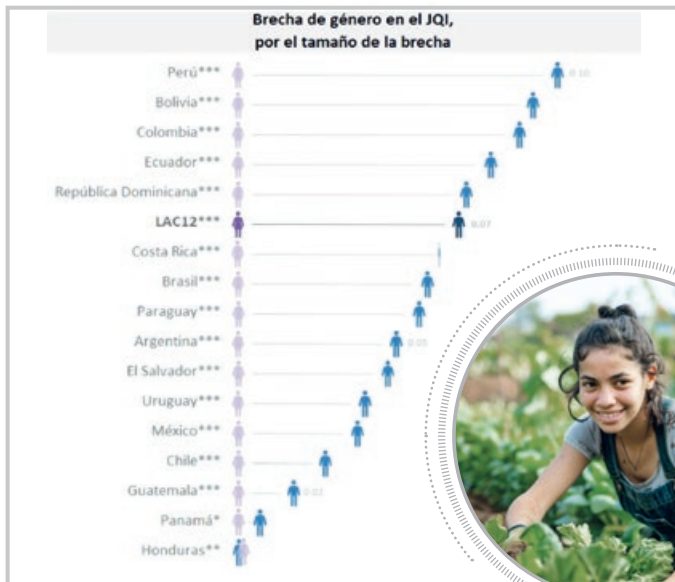 Brecha de género en el JQI,
por el tamaño de la brecha
Perú*** 0.10
Bolivia***
Colombia***
Ecuador***
República Dominicana***
LAC12*** 0.07
Costa Rica***
Brasil***
Paraguay***
Argentina*** 0.05
El Salvador***
Uruguay***
México***
Chile***
Guatemala***
Panamá*
Honduras**